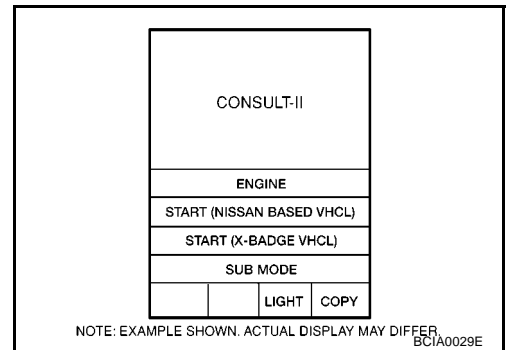 CONSULT-II
ENGINE
START (NISSAN BASED VHCL)
START (X-BADGE VHCL)
SUB MODE
LIGHT COPY
NOTE: EXAMPLE SHOWN. ACTUAL DISPLAY MAY DIFFER.
BCIA0029E